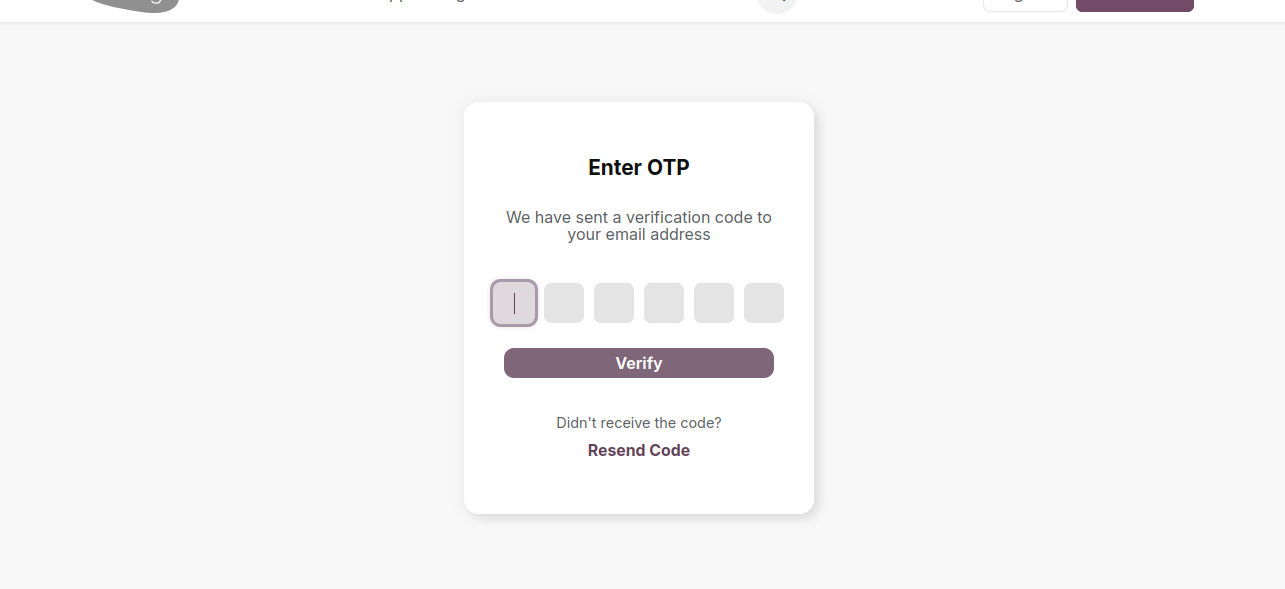 Enter OTP
We have sent a verification code to
your email address
Verify
Didn't receive the code?
Resend Code